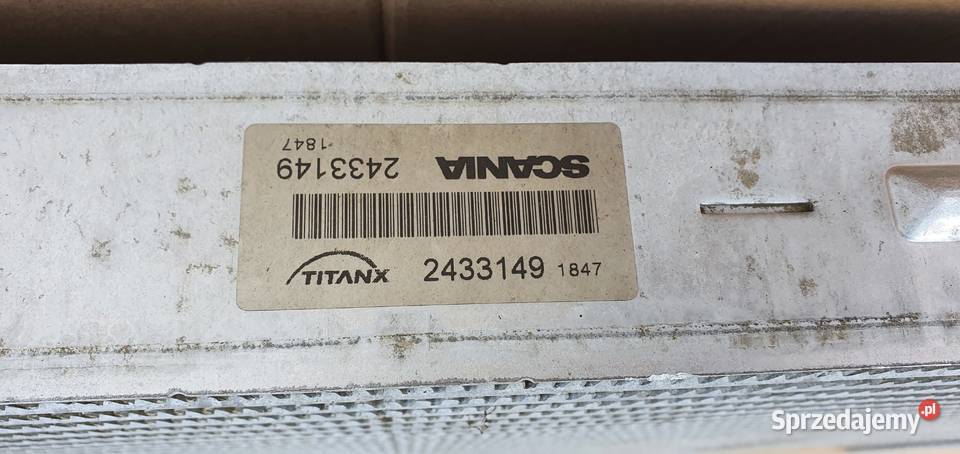 SCANIA 2433149
1847
TITANX 2433149 1847
Sprzedajemy.pl